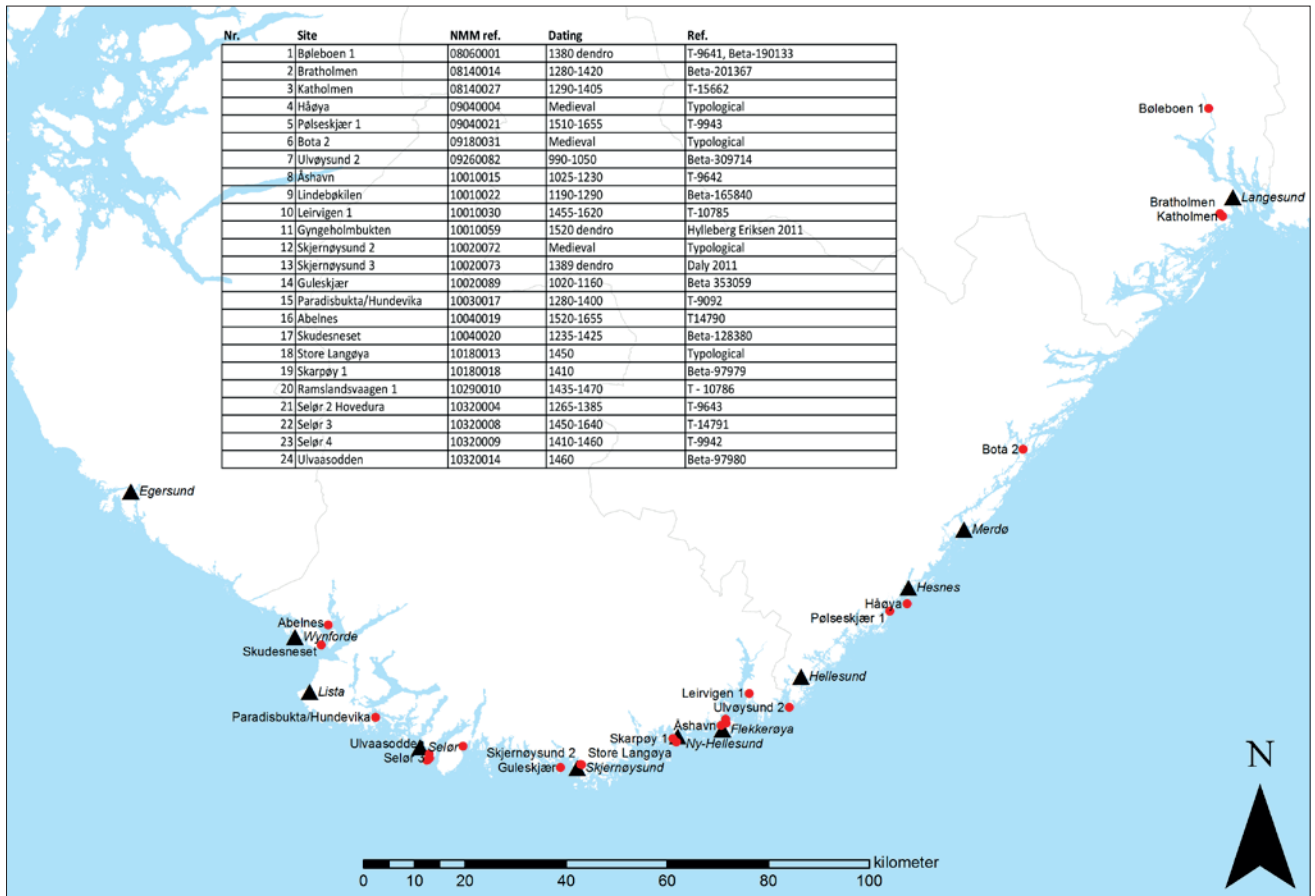 Nr. Site NMM ref. Dating Ref.
1 Bøleboen 1 08060001 1380 dendro T-9641, Beta-190133
2 Bratholmen 08140014 1280-1420 Beta-201367
3 Katholmen 08140027 1290-1405 T-15662
4 Håøya 09040004 Medieval Typological
5 Pølseskjær 1 09040021 1510-1655 T-9943
6 Bota 2 09180031 Medieval Typological
7 Ulvøysund 2 09260082 990-1050 Beta-309714
8 Åshavn 10010015 1025-1230 T-9642
9 Lindebøkilen 10010022 1190-1290 Beta-165840
10 Leirvigen 1 10010030 1455-1620 T-10785
11 Gyngeholmbukten 10010059 1520 dendro Hylleberg Eriksen 2011
12 Skjernøysund 2 10020072 Medieval Typological
13 Skjernøysund 3 10020073 1389 dendro Daly 2011
14 Guleskjær 10020089 1020-1160 Beta 353059
15 Paradisbukta/Hundevika 10030017 1280-1400 T-9092
16 Abelnes 10040019 1520-1655 T14790
17 Skudesneset 10040020 1235-1425 Beta-128380
18 Store Langøya 10180013 1450 Typological
19 Skarpøy 1 10180018 1410 Beta-97979
20 Ramslandsvaagen 1 10290010 1435-1470 T - 10786
21 Selør 2 Hovedura 10320004 1265-1385 T-9643
22 Selør 3 10320008 1450-1640 T-14791
23 Selør 4 10320009 1410-1460 T-9942
24 Ulvaasodden 10320014 1460 Beta-97980
Bøleboen 1
Langesund
Bratholmen
Katholmen
Bota 2
Egersund
Merdø
Hesnes
Håøya
Pølseskjær 1
Abelnes
Wynforde
Skudesneset
Hellesund
Lista
Leirvigen 1
Ulvøysund 2
Paradisbukta/Hundevika
Åshavn
Flekkerøya
Skarpøy 1
Ny-Hellesund
Ulvaasodde
Selør
Selør 3
Skjernøysund 2
Store Langøya
Guleskjær
Skjernøysund
N
kilometer
0 10 20 40 60 80 100